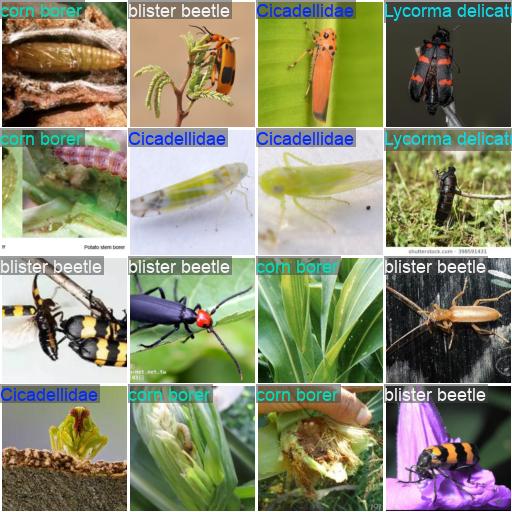 corn borer
blister beetle
Cicadellidae
Lycorma delicat
corn borer
Cicadellidae
Cicadellidae
Lycorma delicat
Potato stem borer
shutterstock.com · 398591431
blister beetle
blister beetle
corn borer
blister beetle
Cicadellidae
corn borer
corn borer
blister beetle